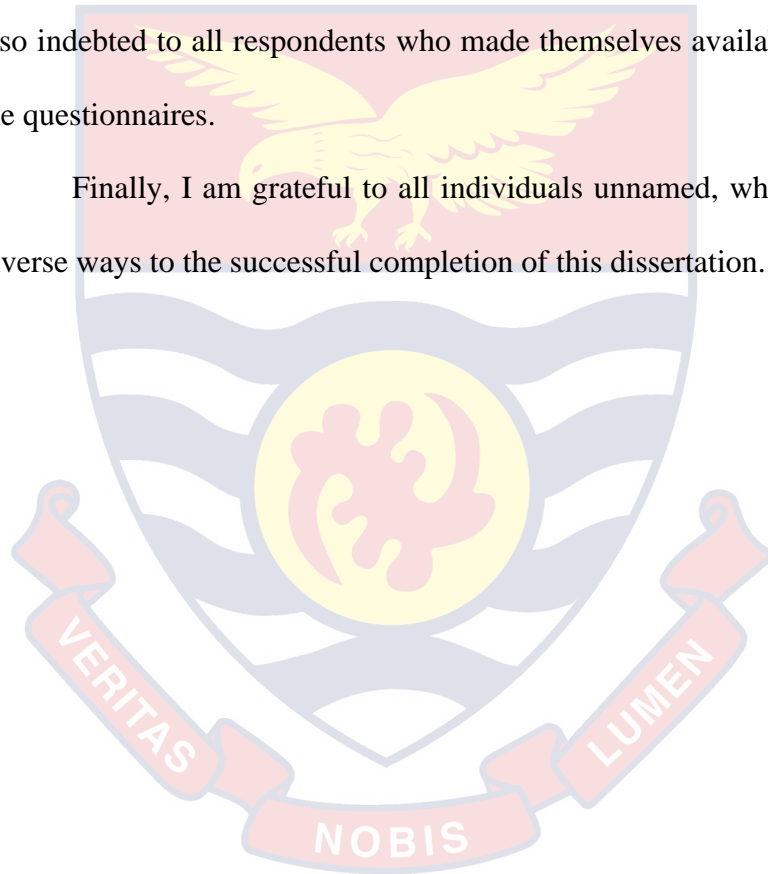 so indebted to all respondents who made themselves availa
e questionnaires.
Finally, I am grateful to all individuals unnamed, wh
verse ways to the successful completion of this dissertation.
VERITAS
NOBIS
LUMEN